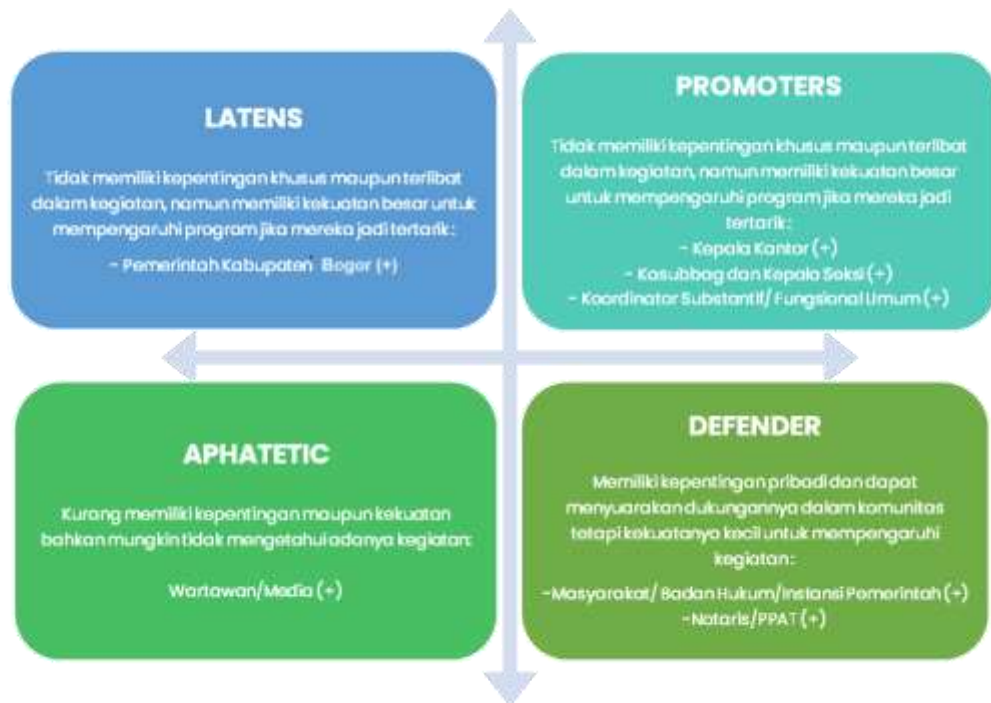 LATENS
Tidak memiliki kepentingan khusus maupun terlibat
dalam kegiatan, namun memiliki kekuatan besar untuk
mempengaruhi program jika mereka jadi tertarik :
- Pemerintah Kabupaten Bogor (+)
PROMOTERS
Tidak memiliki kepentingan khusus maupun terlibat
dalam kegiatan, namun memiliki kekuatan besar
untuk mempengaruhi program jika mereka jadi
tertarik :
- Kepala Kantor (+)
- Kasubbag dan Kepala Seksi (+)
- Koordinator Substantif/ Fungsional Umum (+)
APHATETIC
Kurang memiliki kepentingan maupun kekuatan
bahkan mungkin tidak mengetahui adanya kegiatan:
Wartawan/Media (+)
DEFENDER
Memiliki kepentingan pribadi dan dapat
menyuarakan dukungannya dalam komunitas
tetapi kekuatanya kecil untuk mempengaruhi
kegiatan :
-Masyarakat/ Badan Hukum/Instansi Pemerintah (+)
-Notaris/PPAT (+)